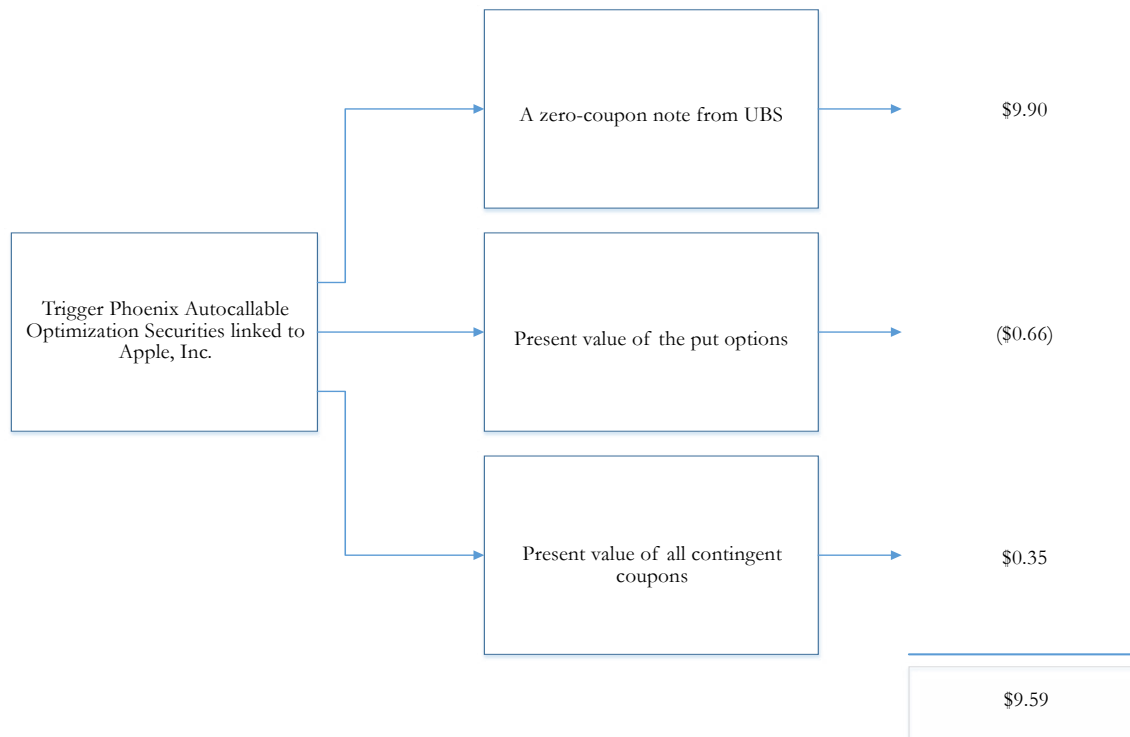 A zero-coupon note from UBS
$9.90
Trigger Phoenix Autocallable
Optimization Securities linked to
Apple, Inc.
Present value of the put options
($0.66)
Present value of all contingent
coupons
$0.35
$9.59